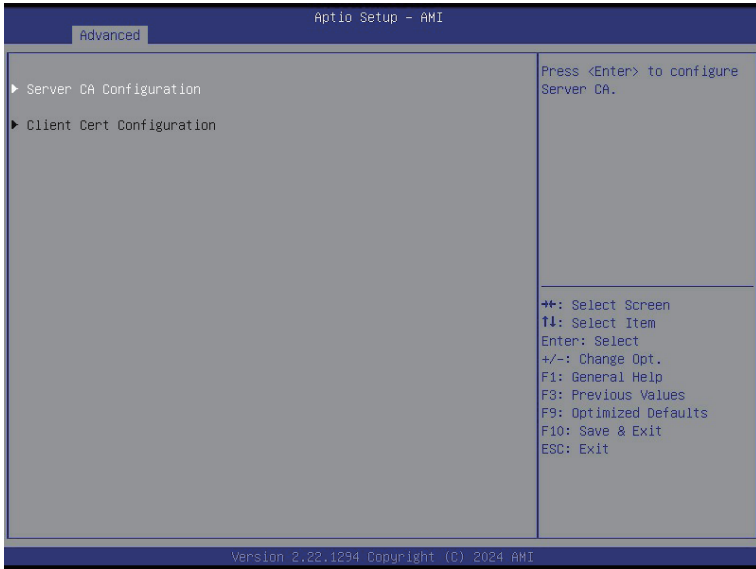 Aptio Setup – AMI
Advanced
▶ Server CA Configuration
▶ Client Cert Configuration
Press <Enter> to configure
Server CA.
→←: Select Screen
↑↓: Select Item
Enter: Select
+/-: Change Opt.
F1: General Help
F3: Previous Values
F9: Optimized Defaults
F10: Save & Exit
ESC: Exit
Version 2.22.1294 Copyright (C) 2024 AMI